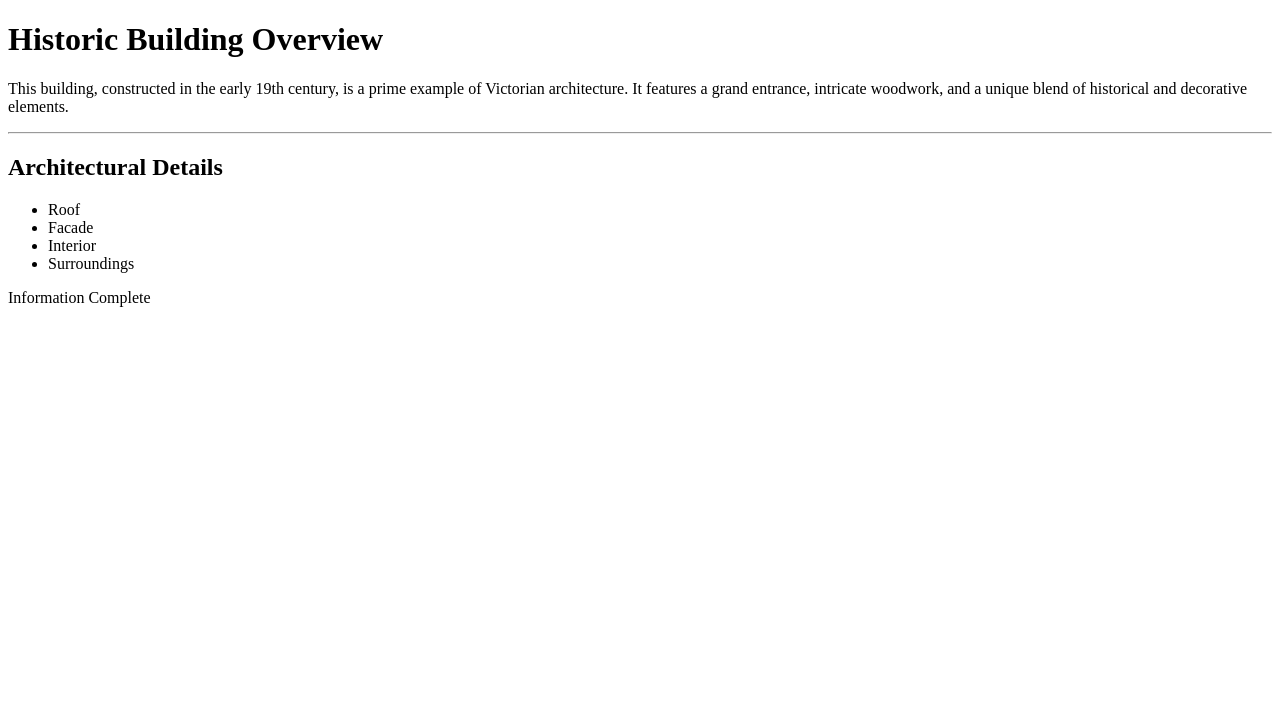 Historic Building Overview
This building, constructed in the early 19th century, is a prime example of Victorian architecture. It features a grand entrance, intricate woodwork, and a unique blend of historical and decorative
elements.
Architectural Details
Roof
Facade
Interior
Surroundings
Information Complete